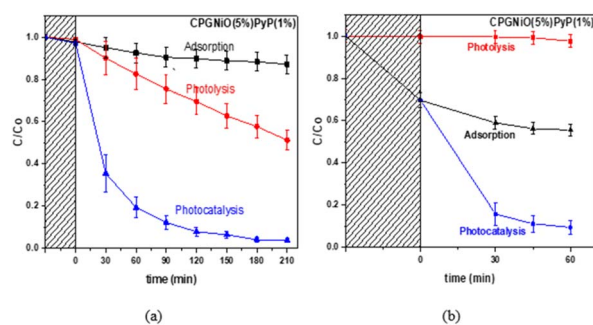 (a)
CPGNiO(5%)PyP(1%)
Adsorption
Photolysis
Photocatalysis
C/Co
1.0
0.8
0.6
0.4
0.2
0.0
0 30 60 90 120 150 180 210
time (min)
(b)
CPGNiO(5%)PyP(1%)
Photolysis
Adsorption
Photocatalysis
C/Co
1.0
0.8
0.6
0.4
0.2
0.0
0 30 60
time (min)
(a)
(b)